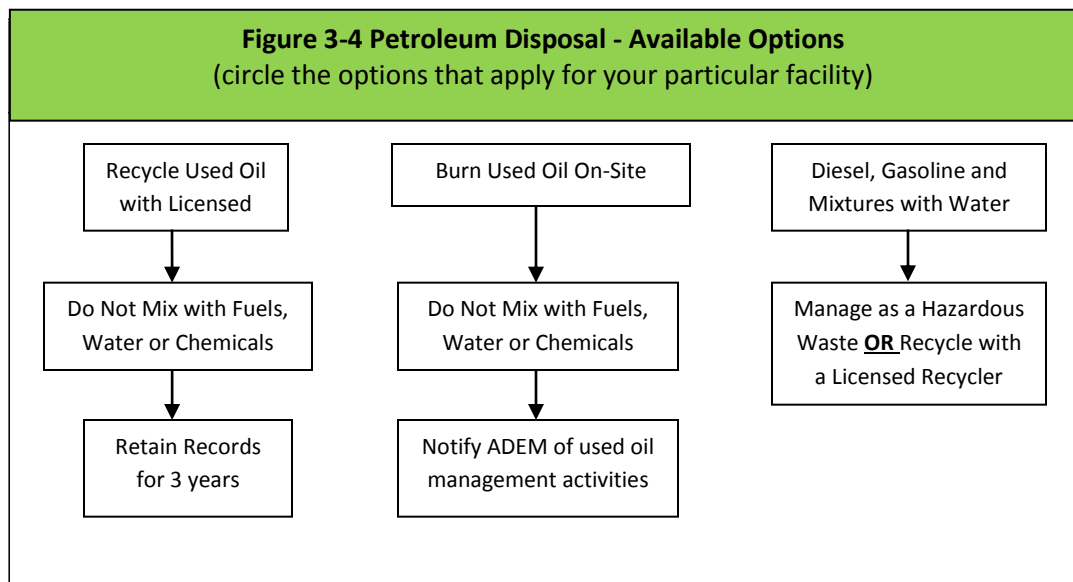 Figure 3-4 Petroleum Disposal - Available Options
(circle the options that apply for your particular facility)
Recycle Used Oil
with Licensed
Do Not Mix with Fuels,
Water or Chemicals
Retain Records
for 3 years
Burn Used Oil On-Site
Do Not Mix with Fuels,
Water or Chemicals
Notify ADEM of used oil
management activities
Diesel, Gasoline and
Mixtures with Water
Manage as a Hazardous
Waste OR Recycle with
a Licensed Recycler